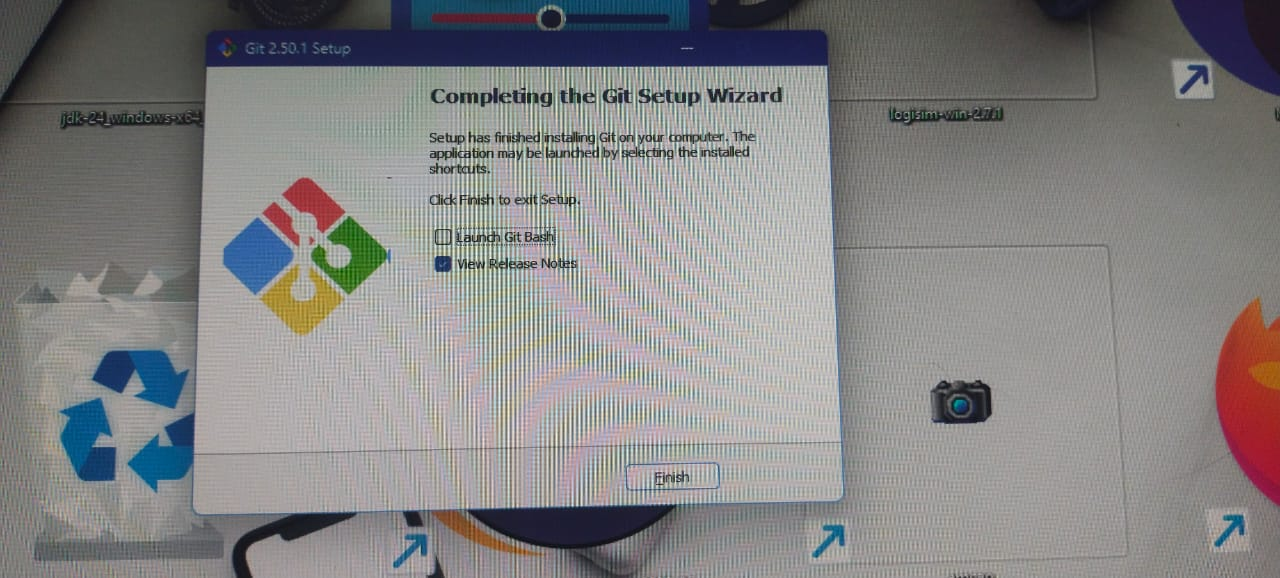 Git 2.50.1 Setup
Completing the Git Setup Wizard
jdk-24_windows-x64
logisim-win-2.7.1
Setup has finished installing Git on your computer. The
application may be launched by selecting the installed
shortcuts.
Click Finish to exit Setup.
Launch Git Bash
View Release Notes
Finish